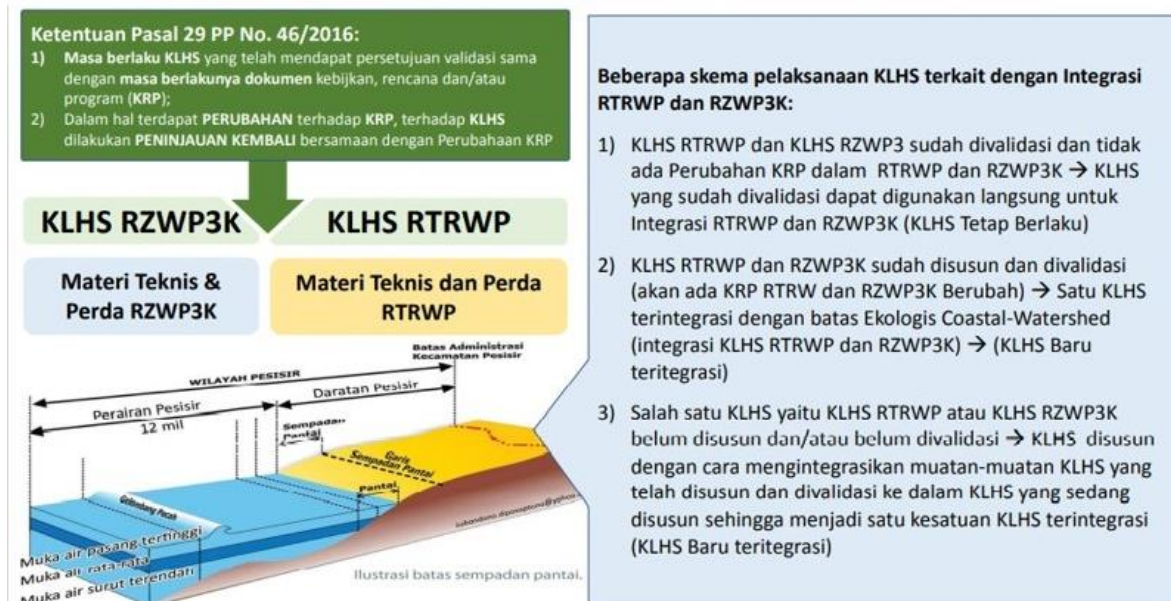 Ketentuan Pasal 29 PP No. 46/2016:
1) Masa berlaku KLHS yang telah mendapat persetujuan validasi sama
dengan masa berlakunya dokumen kebijkan, rencana dan/atau
program (KRP);
2) Dalam hal terdapat PERUBAHAN terhadap KRP, terhadap KLHS
dilakukan PENINJAUAN KEMBALI bersamaan dengan Perubahaan KRP
KLHS RZWP3K
KLHS RTRWP
Materi Teknis &
Perda RZWP3K
Materi Teknis dan Perda
RTRWP
Batas Administrasi
Kecamatan Pesisir
WILAYAH PESISIR
Perairan Pesisir
12 mil
Daratan Pesisir
Sempadan
Pantai
Garis
Sempadan Pantai
Pantai
Gelombang Pecah
Muka air pasang tertinggi
Muka air rata-rata
Muka air surut terendah
Ilustrasi batas sempadan pantai.
Beberapa skema pelaksanaan KLHS terkait dengan Integrasi
RTRWP dan RZWP3K:
1) KLHS RTRWP dan KLHS RZWP3 sudah divalidasi dan tidak
ada Perubahan KRP dalam RTRWP dan RZWP3K → KLHS
yang sudah divalidasi dapat digunakan langsung untuk
Integrasi RTRWP dan RZWP3K (KLHS Tetap Berlaku)
2) KLHS RTRWP dan RZWP3K sudah disusun dan divalidasi
(akan ada KRP RTRW dan RZWP3K Berubah) → Satu KLHS
terintegrasi dengan batas Ekologis Coastal-Watershed
(integrasi KLHS RTRWP dan RZWP3K) → (KLHS Baru
teritegrasi)
3) Salah satu KLHS yaitu KLHS RTRWP atau KLHS RZWP3K
belum disusun dan/atau belum divalidasi → KLHS disusun
dengan cara mengintegrasikan muatan-muatan KLHS yang
telah disusun dan divalidasi ke dalam KLHS yang sedang
disusun sehingga menjadi satu kesatuan KLHS terintegrasi
(KLHS Baru teritegrasi)